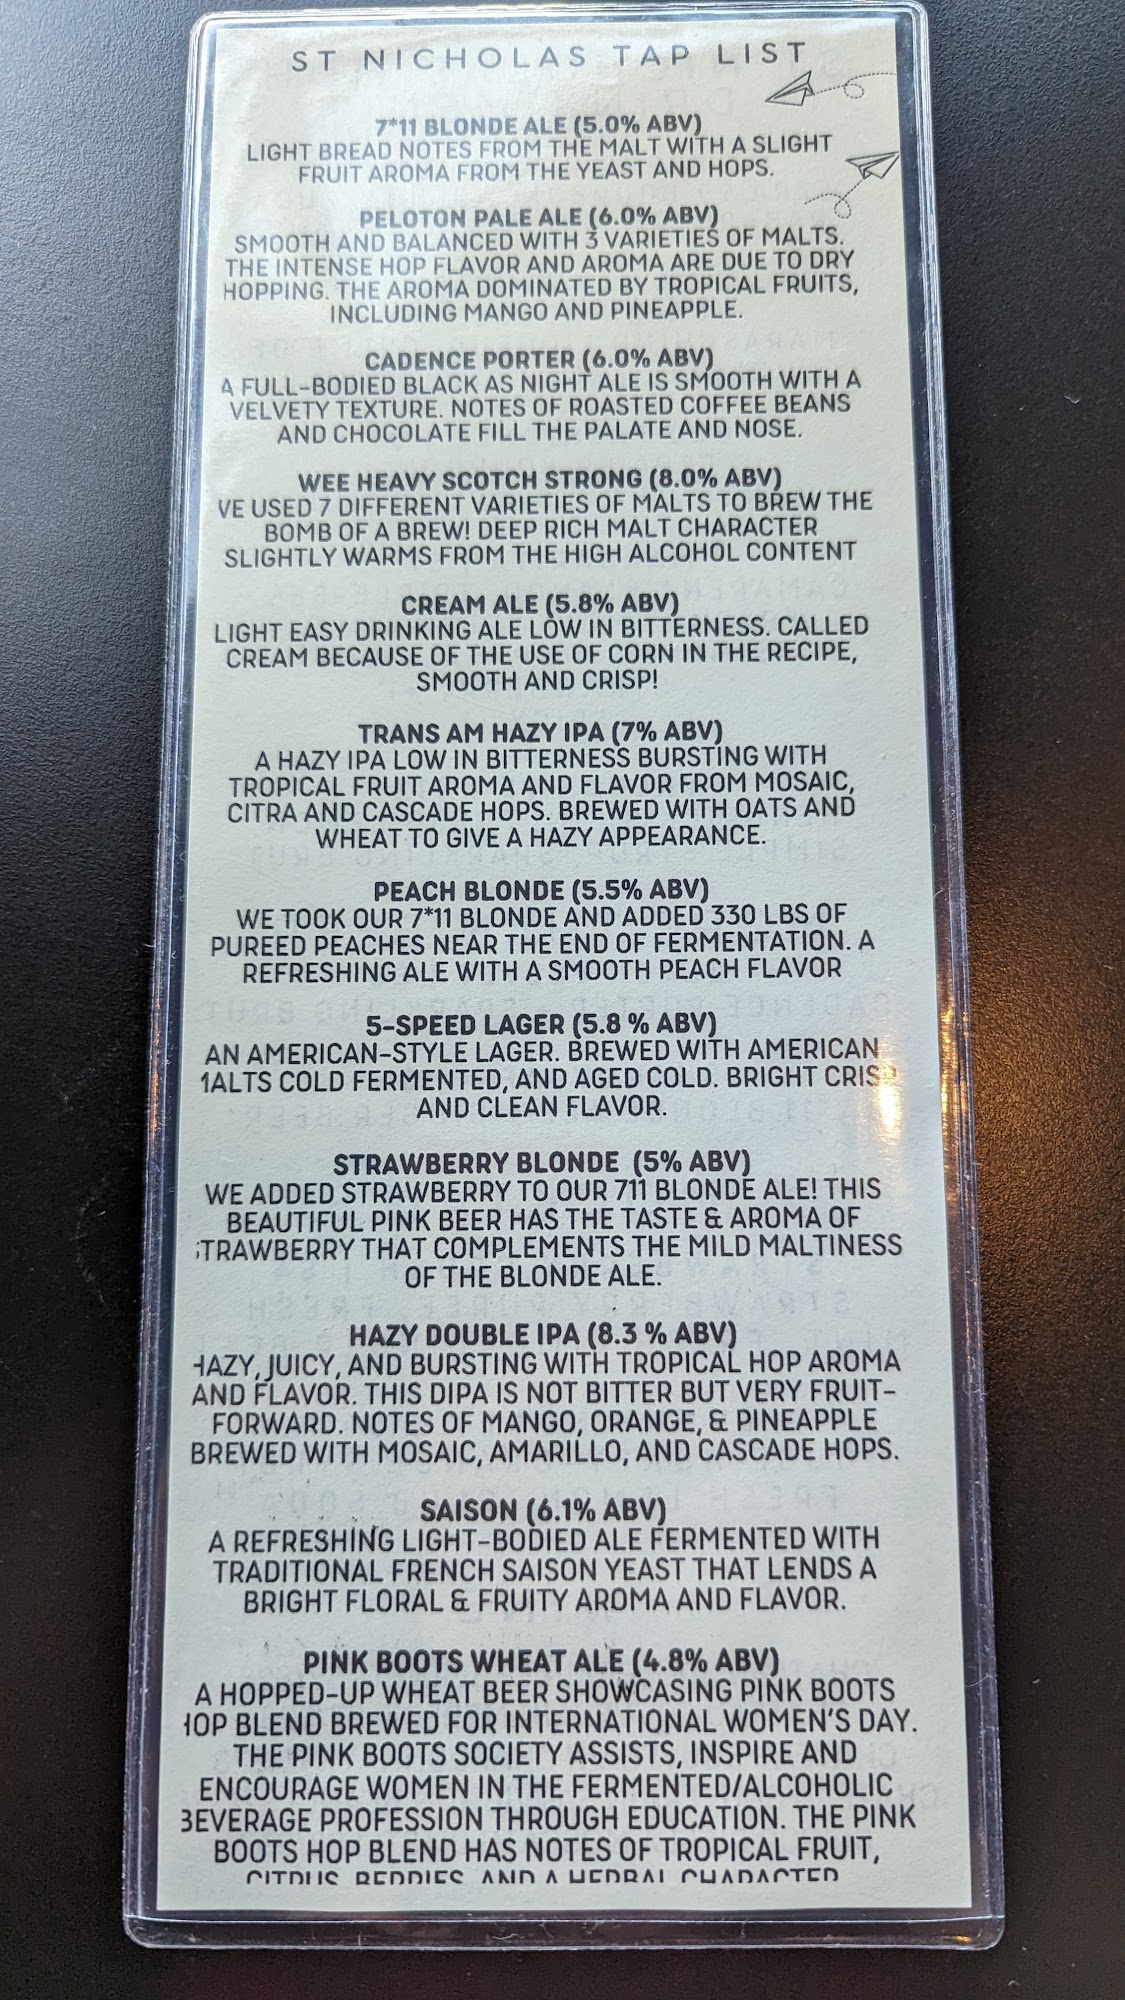 ST NICHOLAS TAP LIST
7*11 BLONDE ALE (5.0% ABV)
LIGHT BREAD NOTES FROM THE MALT WITH A SLIGHT
FRUIT AROMA FROM THE YEAST AND HOPS.
PELOTON PALE ALE (6.0% ABV)
SMOOTH AND BALANCED WITH 3 VARIETIES OF MALTS.
THE INTENSE HOP FLAVOR AND AROMA ARE DUE TO DRY
HOPPING. THE AROMA DOMINATED BY TROPICAL FRUITS,
INCLUDING MANGO AND PINEAPPLE.
CADENCE PORTER (6.0% ABV)
A FULL-BODIED BLACK AS NIGHT ALE IS SMOOTH WITH A
VELVETY TEXTURE. NOTES OF ROASTED COFFEE BEANS
AND CHOCOLATE FILL THE PALATE AND NOSE.
WEE HEAVY SCOTCH STRONG (8.0% ABV)
VE USED 7 DIFFERENT VARIETIES OF MALTS TO BREW THE
BOMB OF A BREW! DEEP RICH MALT CHARACTER
SLIGHTLY WARMS FROM THE HIGH ALCOHOL CONTENT
CREAM ALE (5.8% ABV)
LIGHT EASY DRINKING ALE LOW IN BITTERNESS. CALLED
CREAM BECAUSE OF THE USE OF CORN IN THE RECIPE,
SMOOTH AND CRISP!
TRANS AM HAZY IPA (7% ABV)
A HAZY IPA LOW IN BITTERNESS BURSTING WITH
TROPICAL FRUIT AROMA AND FLAVOR FROM MOSAIC,
CITRA AND CASCADE HOPS. BREWED WITH OATS AND
WHEAT TO GIVE A HAZY APPEARANCE.
PEACH BLONDE (5.5% ABV)
WE TOOK OUR 7*11 BLONDE AND ADDED 330 LBS OF
PUREED PEACHES NEAR THE END OF FERMENTATION. A
REFRESHING ALE WITH A SMOOTH PEACH FLAVOR
5-SPEED LAGER (5.8 % ABV)
AN AMERICAN-STYLE LAGER. BREWED WITH AMERICAN
MALTS COLD FERMENTED, AND AGED COLD. BRIGHT CRISP
AND CLEAN FLAVOR.
STRAWBERRY BLONDE (5% ABV)
WE ADDED STRAWBERRY TO OUR 711 BLONDE ALE! THIS
BEAUTIFUL PINK BEER HAS THE TASTE & AROMA OF
STRAWBERRY THAT COMPLEMENTS THE MILD MALTINESS
OF THE BLONDE ALE.
HAZY DOUBLE IPA (8.3 % ABV)
HAZY, JUICY, AND BURSTING WITH TROPICAL HOP AROMA
AND FLAVOR. THIS DIPA IS NOT BITTER BUT VERY FRUIT-
FORWARD. NOTES OF MANGO, ORANGE, & PINEAPPLE
BREWED WITH MOSAIC, AMARILLO, AND CASCADE HOPS.
SAISON (6.1% ABV)
A REFRESHING LIGHT-BODIED ALE FERMENTED WITH
TRADITIONAL FRENCH SAISON YEAST THAT LENDS A
BRIGHT FLORAL & FRUITY AROMA AND FLAVOR.
PINK BOOTS WHEAT ALE (4.8% ABV)
A HOPPED-UP WHEAT BEER SHOWCASING PINK BOOTS
HOP BLEND BREWED FOR INTERNATIONAL WOMEN'S DAY.
THE PINK BOOTS SOCIETY ASSISTS, INSPIRE AND
ENCOURAGE WOMEN IN THE FERMENTED/ALCOHOLIC
BEVERAGE PROFESSION THROUGH EDUCATION. THE PINK
BOOTS HOP BLEND HAS NOTES OF TROPICAL FRUIT,
CITRUS BERRIES AND A HERBAL CHARACTER